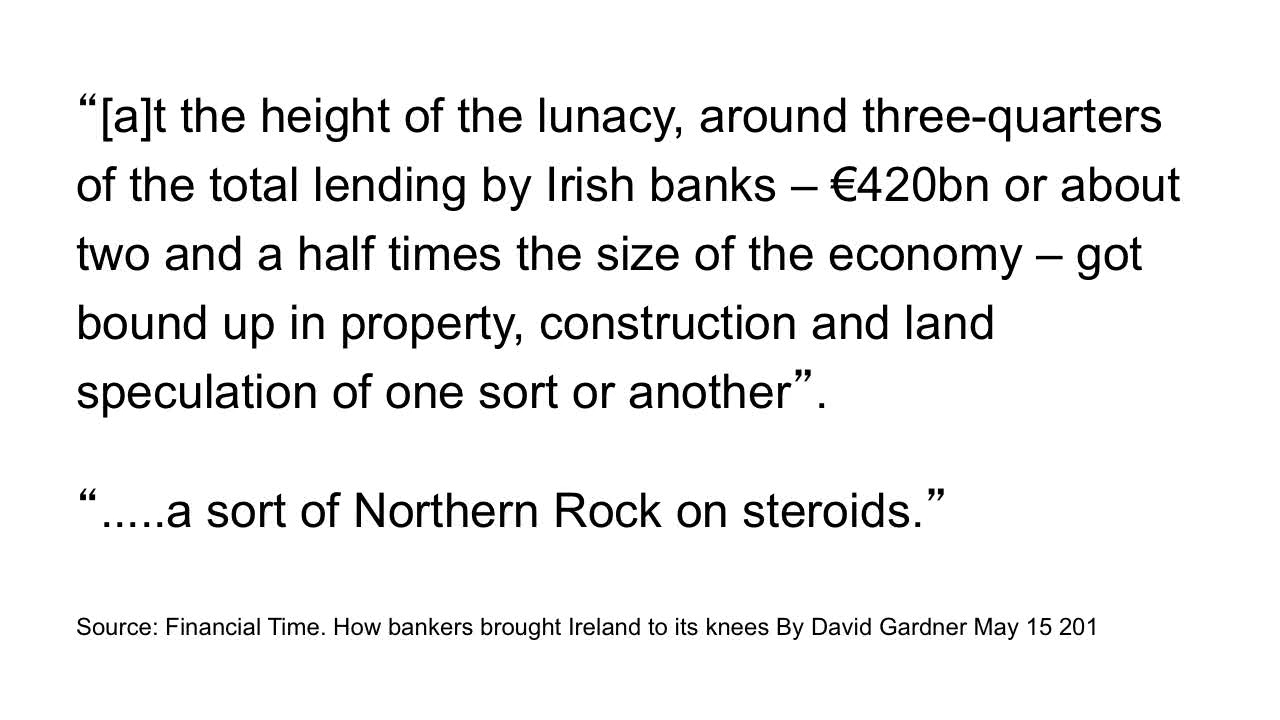 “[a]t the height of the lunacy, around three-quarters
of the total lending by Irish banks – €420bn or about
two and a half times the size of the economy – got
bound up in property, construction and land
speculation of one sort or another”.
“.....a sort of Northern Rock on steroids.”
Source: Financial Time. How bankers brought Ireland to its knees By David Gardner May 15 201